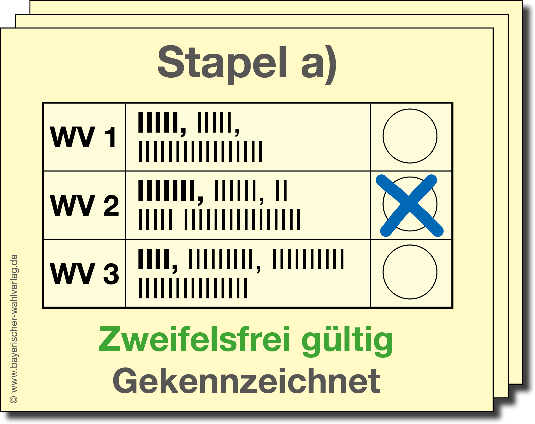 Stapel a)
WV 1
WV 2
WV 3
Zweifelsfrei gültig
Gekennzeichnet
© www.bayerischer-wahlverlag.de